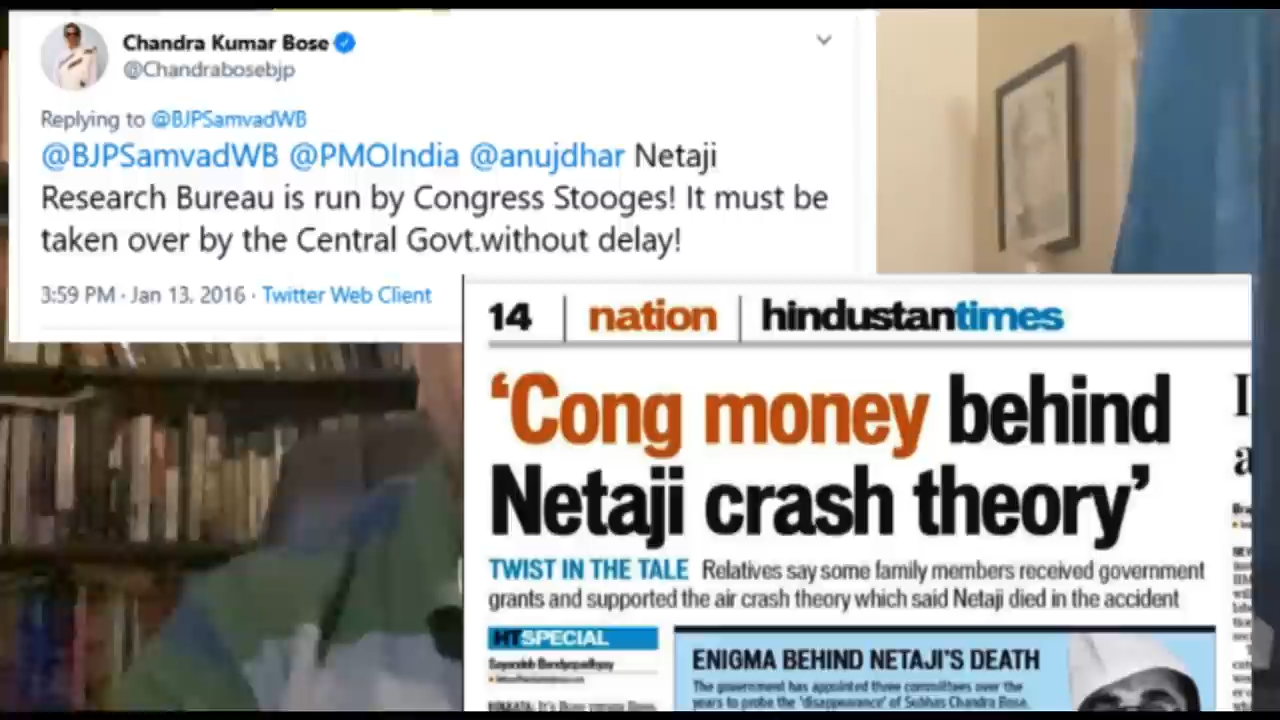 Chandra Kumar Bose
@Chandrabosebjp
Replying to @BJPSamvadWB
@BJPSamvadWB @PMOIndia @anujdhar Netaji
Research Bureau is run by Congress Stooges! It must be
taken over by the Central Govt.without delay!
3:59 PM · Jan 13, 2016 · Twitter Web Client
14 | nation | hindustantimes
‘Cong money behind
Netaji crash theory’
TWIST IN THE TALE Relatives say some family members received government
grants and supported the air crash theory which said Netaji died in the accident
HTSPECIAL
ENIGMA BEHIND NETAJI'S DEATH
The government has appointed three committees over the
years to probe the 'disappearance' of Subhas Chandra Bose.